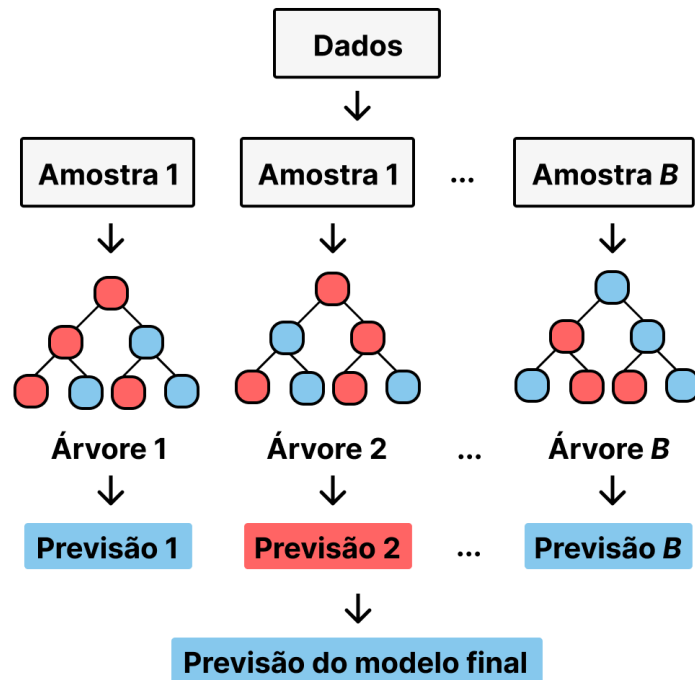 Dados
Amostra 1 Amostra 1 ... Amostra B
Árvore 1 Árvore 2 ... Árvore B
Previsão 1 Previsão 2 ... Previsão B
Previsão do modelo final